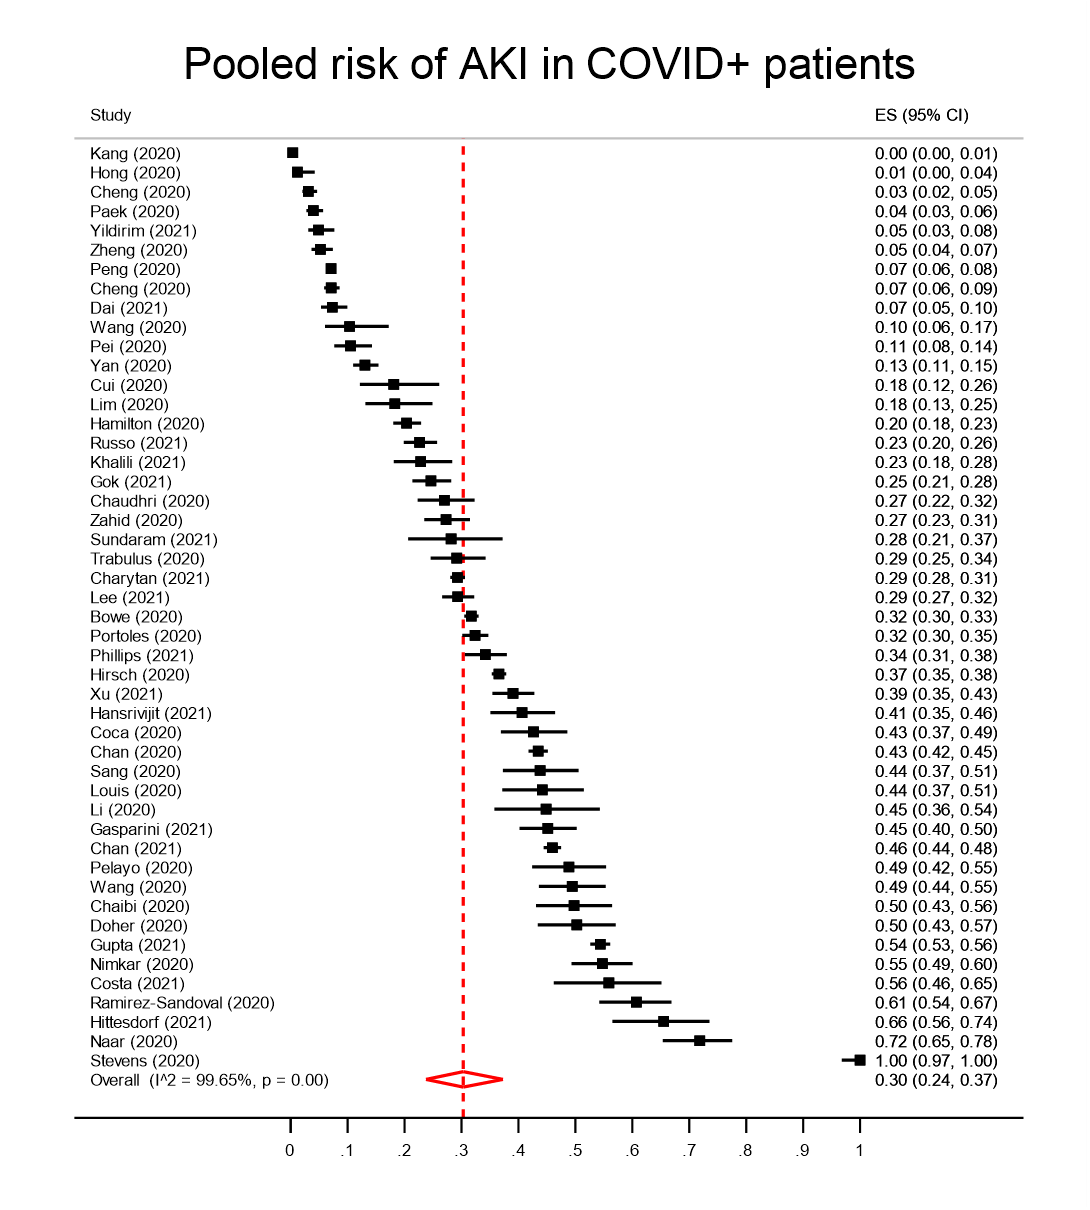 Pooled risk of AKI in COVID+ patients
Study ES (95% CI)
Kang (2020) 0.00 (0.00, 0.01)
Hong (2020) 0.01 (0.00, 0.04)
Cheng (2020) 0.03 (0.02, 0.05)
Paek (2020) 0.04 (0.03, 0.06)
Yildirim (2021) 0.05 (0.03, 0.08)
Zheng (2020) 0.05 (0.04, 0.07)
Peng (2020) 0.07 (0.06, 0.08)
Cheng (2020) 0.07 (0.06, 0.09)
Dai (2021) 0.07 (0.05, 0.10)
Wang (2020) 0.10 (0.06, 0.17)
Pei (2020) 0.11 (0.08, 0.14)
Yan (2020) 0.13 (0.11, 0.15)
Cui (2020) 0.18 (0.12, 0.26)
Lim (2020) 0.18 (0.13, 0.25)
Hamilton (2020) 0.20 (0.18, 0.23)
Russo (2021) 0.23 (0.20, 0.26)
Khalili (2021) 0.23 (0.18, 0.28)
Gok (2021) 0.25 (0.21, 0.28)
Chaudhri (2020) 0.27 (0.22, 0.32)
Zahid (2020) 0.27 (0.23, 0.31)
Sundaram (2021) 0.28 (0.21, 0.37)
Trabulus (2020) 0.29 (0.25, 0.34)
Charytan (2021) 0.29 (0.28, 0.31)
Lee (2021) 0.29 (0.27, 0.32)
Bowe (2020) 0.32 (0.30, 0.33)
Portoles (2020) 0.32 (0.30, 0.35)
Phillips (2021) 0.34 (0.31, 0.38)
Hirsch (2020) 0.37 (0.35, 0.38)
Xu (2021) 0.39 (0.35, 0.43)
Hansrivijit (2021) 0.41 (0.35, 0.46)
Coca (2020) 0.43 (0.37, 0.49)
Chan (2020) 0.43 (0.42, 0.45)
Sang (2020) 0.44 (0.37, 0.51)
Louis (2020) 0.44 (0.37, 0.51)
Li (2020) 0.45 (0.36, 0.54)
Gasparini (2021) 0.45 (0.40, 0.50)
Chan (2021) 0.46 (0.44, 0.48)
Pelayo (2020) 0.49 (0.42, 0.55)
Wang (2020) 0.49 (0.44, 0.55)
Chaibi (2020) 0.50 (0.43, 0.56)
Doher (2020) 0.50 (0.43, 0.57)
Gupta (2021) 0.54 (0.53, 0.56)
Nimkar (2020) 0.55 (0.49, 0.60)
Costa (2021) 0.56 (0.46, 0.65)
Ramirez-Sandoval (2020) 0.61 (0.54, 0.67)
Hittesdorf (2021) 0.66 (0.56, 0.74)
Naar (2020) 0.72 (0.65, 0.78)
Stevens (2020) 1.00 (0.97, 1.00)
Overall (I^2 = 99.65%, p = 0.00) 0.30 (0.24, 0.37)
0 .1 .2 .3 .4 .5 .6 .7 .8 .9 1